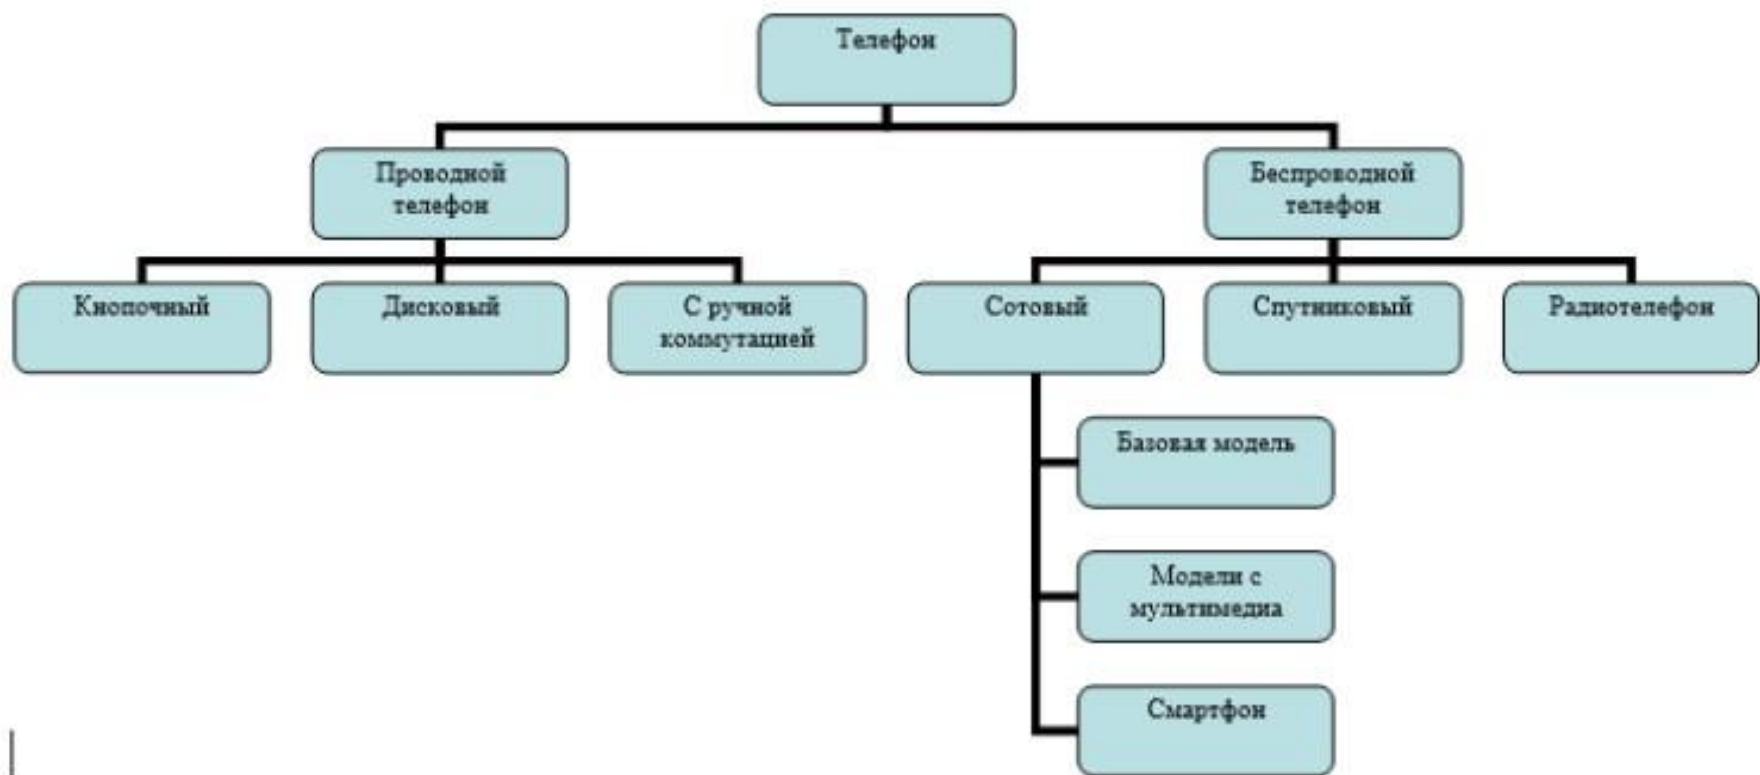 Телефон
Проводной
телефон
Беспроводной
телефон
Кнопочный
Дисковый
С ручной
коммутацией
Сотовый
Спутниковый
Радиотелефон
Базовая модель
Модели с
мультимедиа
Смартфон